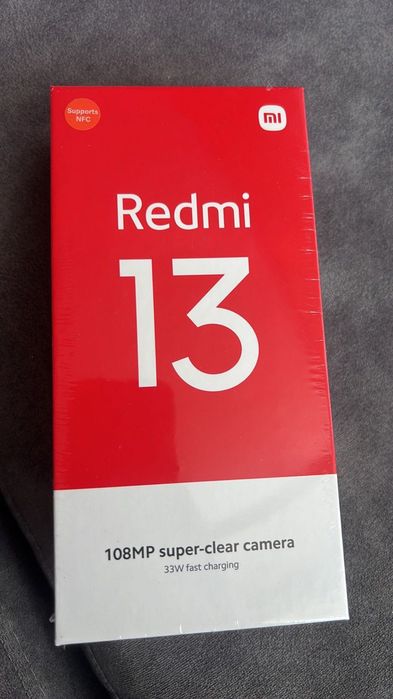 Supports
NFC
mi
Redmi
13
108MP super-clear camera
33W fast charging